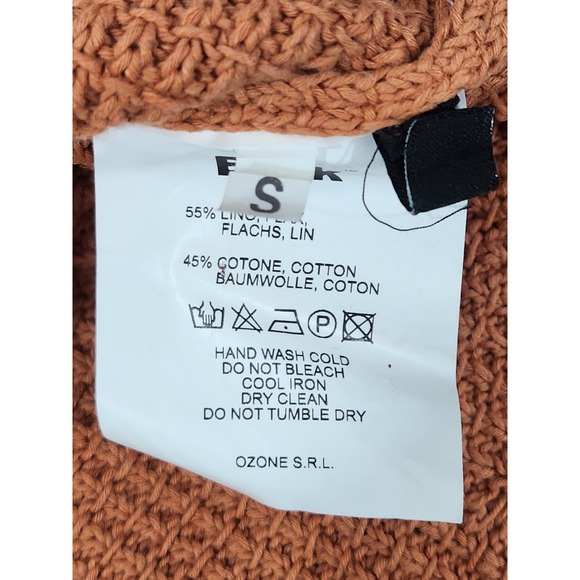 S
55% LINO, FLAX,
FLACHS, LIN
45% COTONE, COTTON
BAUMWOLLE, COTON
P
HAND WASH COLD
DO NOT BLEACH
COOL IRON
DRY CLEAN
DO NOT TUMBLE DRY
OZONE S.R.L.